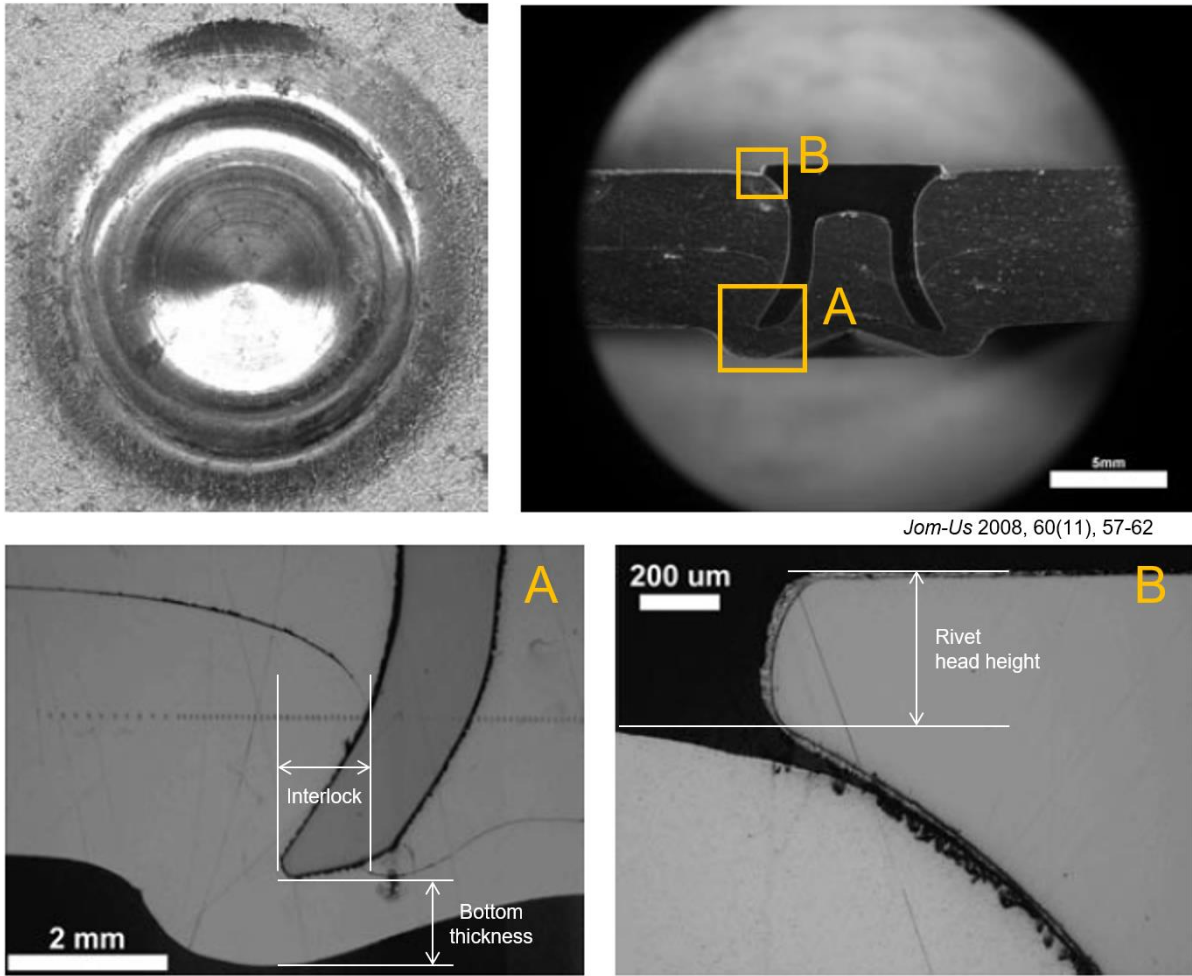 B
A
5mm
Jom-Us 2008, 60(11), 57-62
A
Interlock
Bottom
thickness
2 mm
200 um
B
Rivet
head height